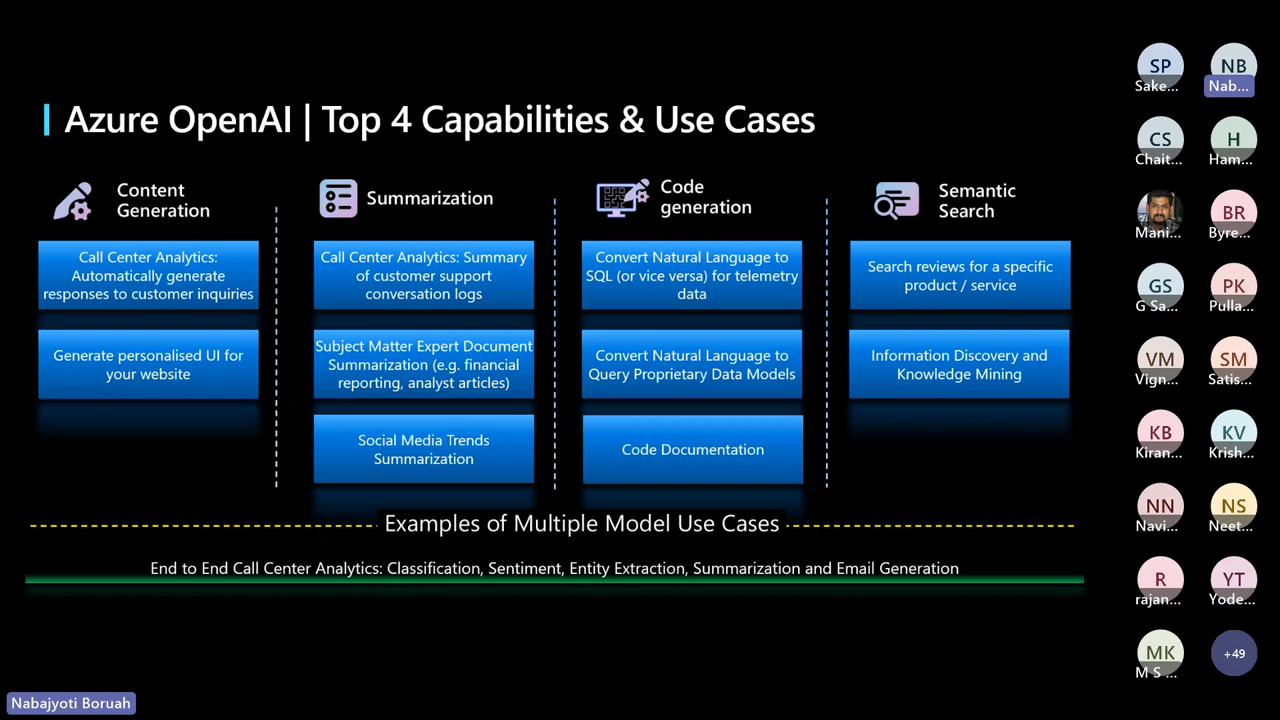 Azure OpenAI | Top 4 Capabilities & Use Cases
Content
Generation
Call Center Analytics:
Automatically generate
responses to customer inquiries
Generate personalised UI for
your website
Summarization
Call Center Analytics: Summary
of customer support
conversation logs
Subject Matter Expert Document
Summarization (e.g. financial
reporting, analyst articles)
Social Media Trends
Summarization
Code
generation
Convert Natural Language to
SQL (or vice versa) for telemetry
data
Convert Natural Language to
Query Proprietary Data Models
Code Documentation
Semantic
Search
Search reviews for a specific
product / service
Information Discovery and
Knowledge Mining
Examples of Multiple Model Use Cases
End to End Call Center Analytics: Classification, Sentiment, Entity Extraction, Summarization and Email Generation
Nabajyoti Boruah
SP
Sake...
NB
Nab...
CS
Chait...
H
Ham...
Mani...
BR
Byre...
GS
G Sa...
PK
Pulla...
VM
Vign...
SM
Satis...
KB
Kiran...
KV
Krish...
NN
Navi...
NS
Neet...
R
rajan...
YT
Yode...
MK
M S ...
+49